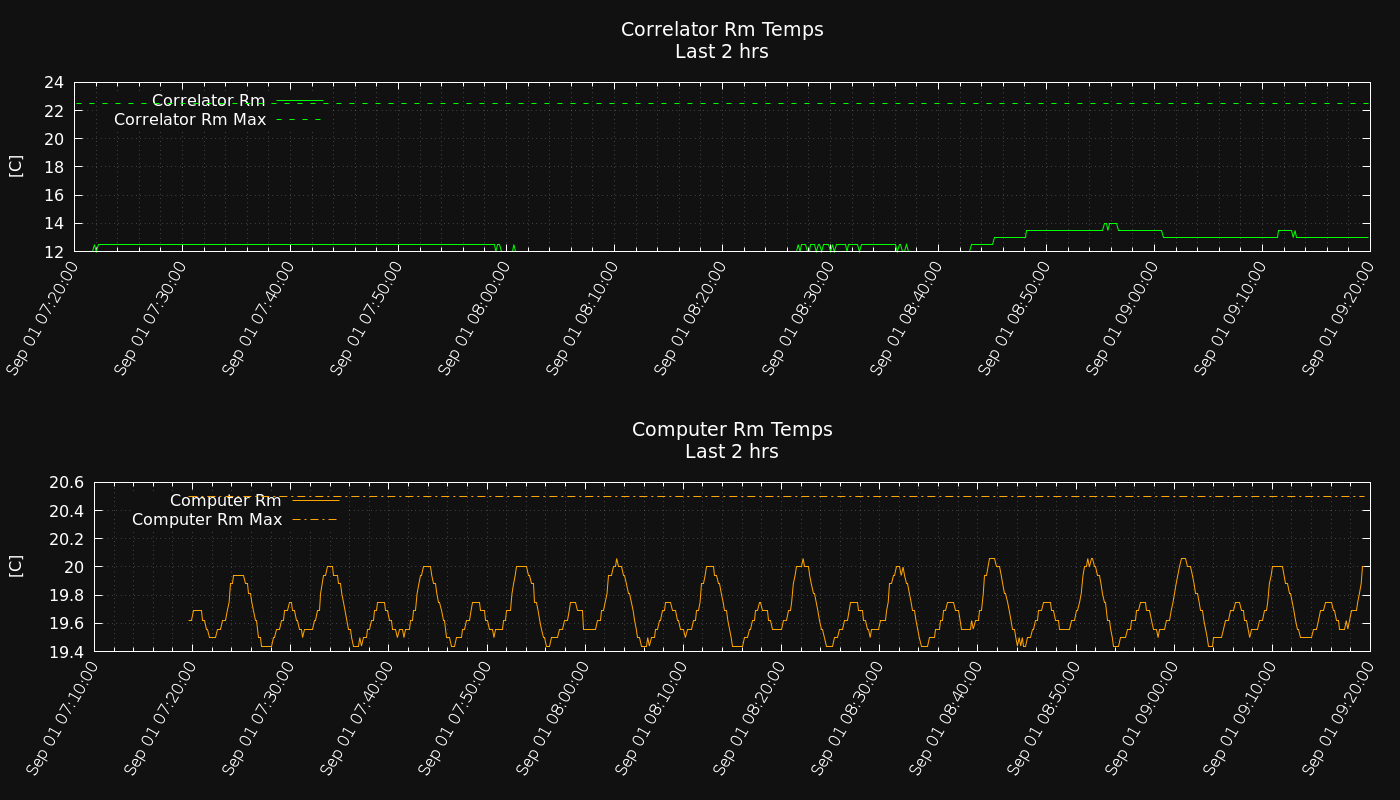 Correlator Rm Temps
Last 2 hrs
24
22
20
18
16
14
12
[C]
Correlator Rm
Correlator Rm Max
Sep 01 07:20:00
Sep 01 07:30:00
Sep 01 07:40:00
Sep 01 07:50:00
Sep 01 08:00:00
Sep 01 08:10:00
Sep 01 08:20:00
Sep 01 08:30:00
Sep 01 08:40:00
Sep 01 08:50:00
Sep 01 09:00:00
Sep 01 09:10:00
Sep 01 09:20:00
Computer Rm Temps
Last 2 hrs
20.6
20.4
20.2
20
19.8
19.6
19.4
[C]
Computer Rm
Computer Rm Max
Sep 01 07:10:00
Sep 01 07:20:00
Sep 01 07:30:00
Sep 01 07:40:00
Sep 01 07:50:00
Sep 01 08:00:00
Sep 01 08:10:00
Sep 01 08:20:00
Sep 01 08:30:00
Sep 01 08:40:00
Sep 01 08:50:00
Sep 01 09:00:00
Sep 01 09:10:00
Sep 01 09:20:00